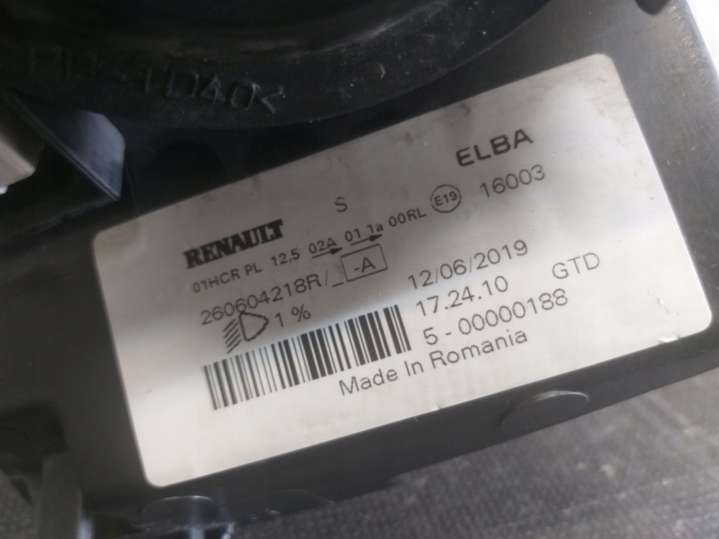 ELBA
RENAULT S
01HCR PL 12.5 02A 01 1a 00RL E19 16003
260604218R/_ -A 12/06/2019
1 % 17.24.10 GTD
5 - 00000188
Made In Romania